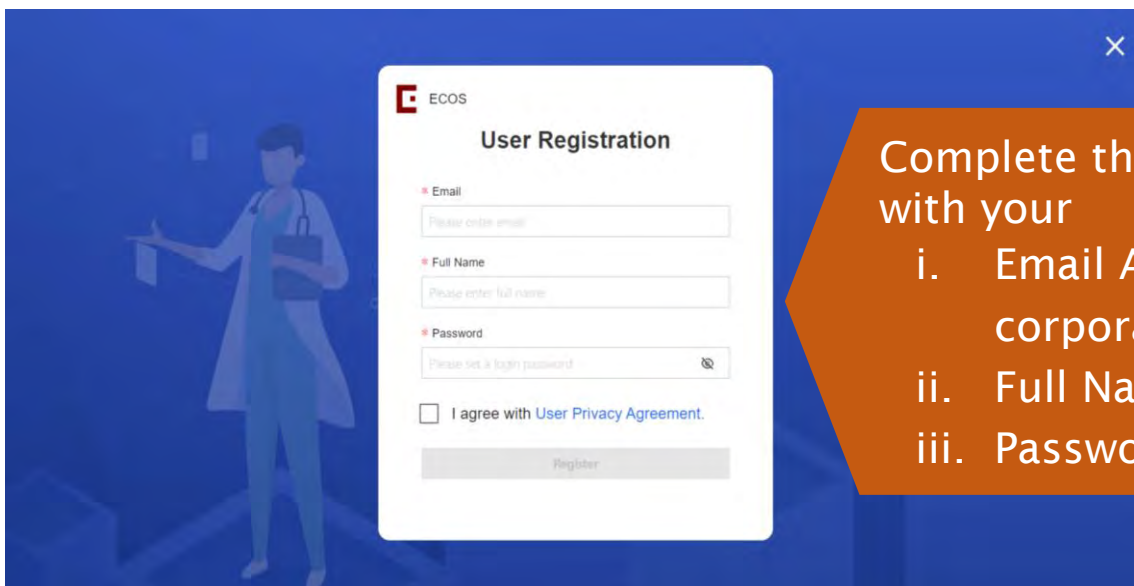 ECOS
User Registration
* Email
Please enter email
* Full Name
Please enter full name
* Password
Please set a login password
I agree with User Privacy Agreement.
Register
Complete th
with your
i. Email A
corpora
ii. Full Na
iii. Passwo